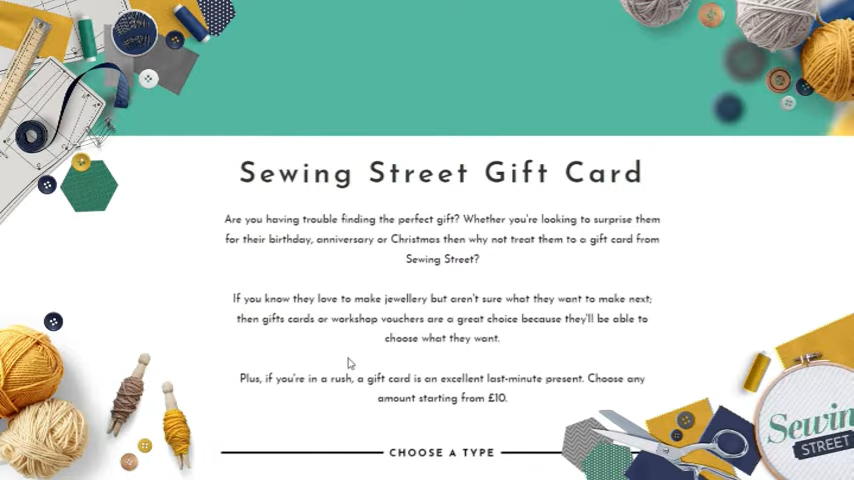 Sewing Street Gift Card
Are you having trouble finding the perfect gift? Whether you're looking to surprise them
for their birthday, anniversary or Christmas then why not treat them to a gift card from
Sewing Street?
If you know they love to make jewellery but aren't sure what they want to make next;
then gifts cards or workshop vouchers are a great choice because they'll be able to
choose what they want.
Plus, if you're in a rush, a gift card is an excellent last-minute present. Choose any
amount starting from £10.
CHOOSE A TYPE
Sewin
STREET